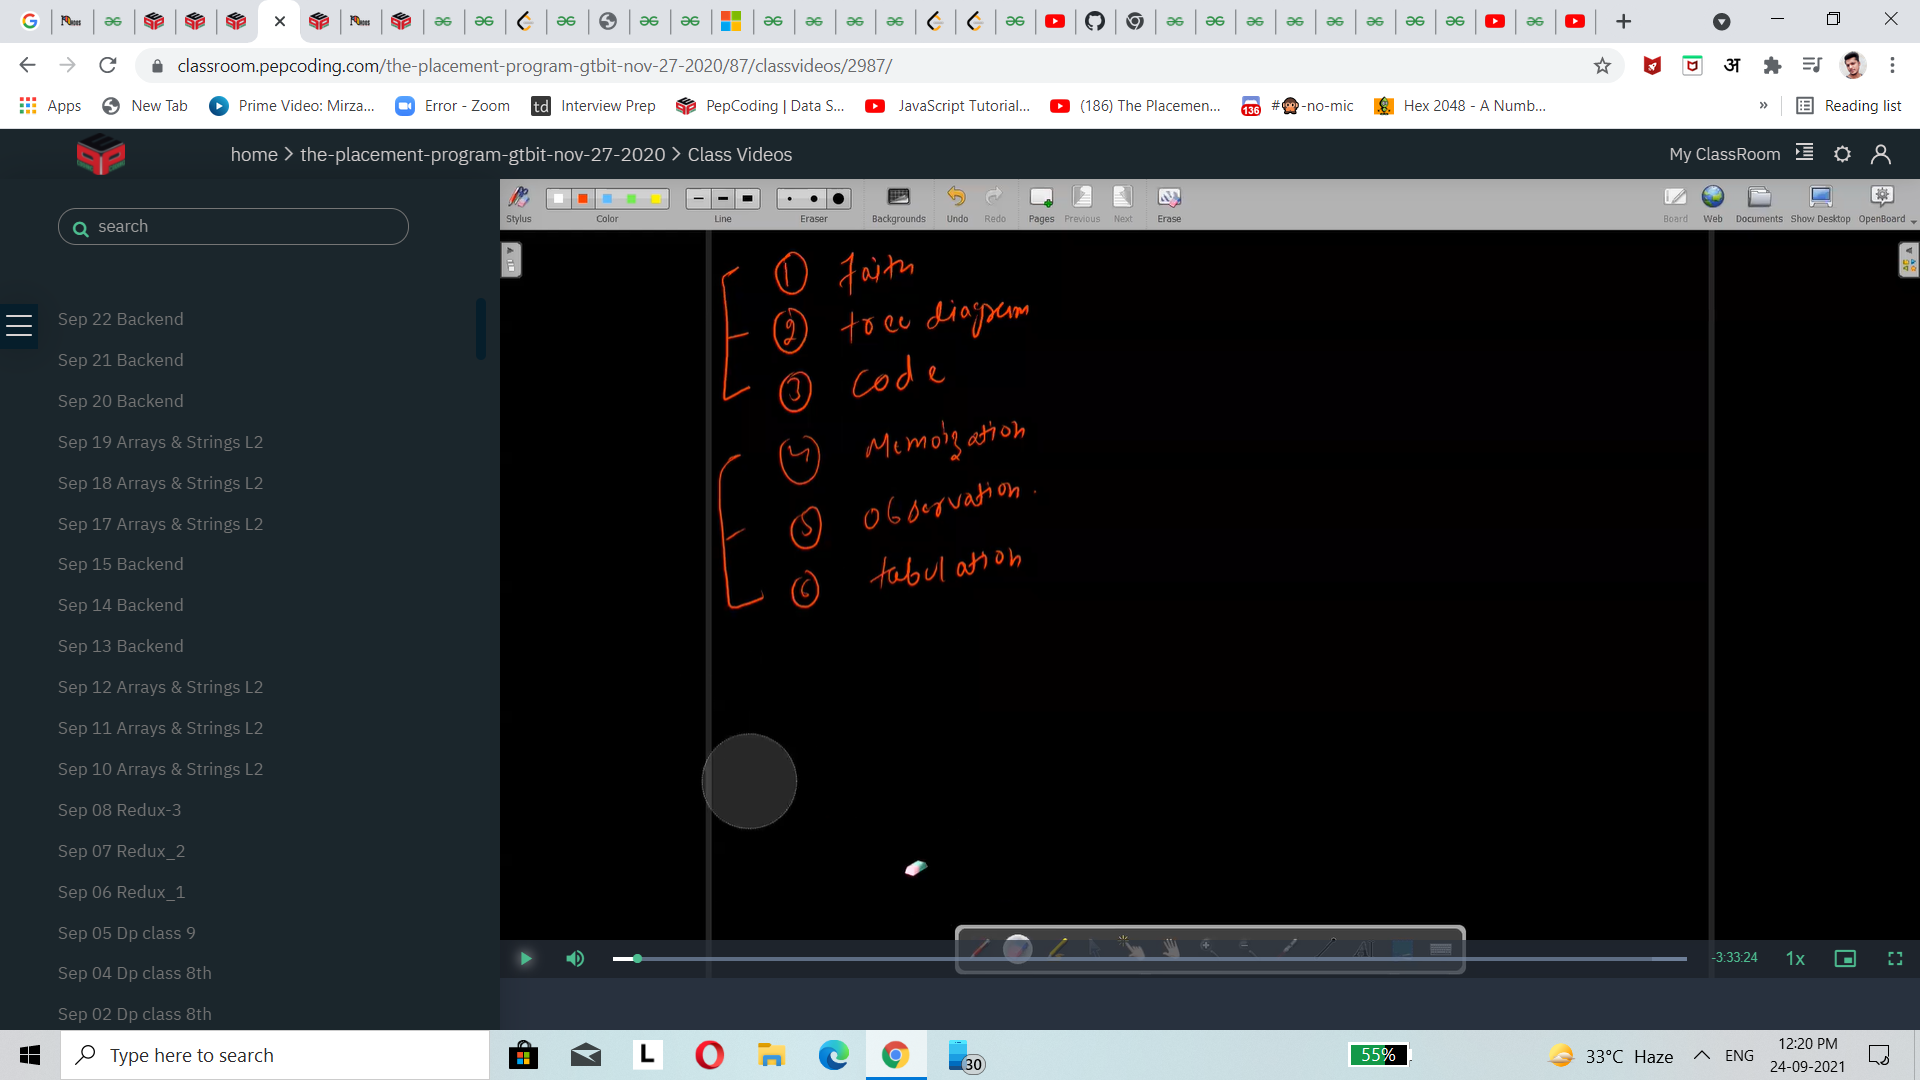 classroom.pepcoding.com/the-placement-program-gtbit-nov-27-2020/87/classvideos/2987/
अ
Apps New Tab Prime Video: Mirza... Error - Zoom td Interview Prep PepCoding | Data S... JavaScript Tutorial... (186) The Placemen... 136 #🙊-no-mic Hex 2048 - A Numb... » Reading list
home > the-placement-program-gtbit-nov-27-2020 > Class Videos My ClassRoom
search
Sep 22 Backend
Sep 21 Backend
Sep 20 Backend
Sep 19 Arrays & Strings L2
Sep 18 Arrays & Strings L2
Sep 17 Arrays & Strings L2
Sep 15 Backend
Sep 14 Backend
Sep 13 Backend
Sep 12 Arrays & Strings L2
Sep 11 Arrays & Strings L2
Sep 10 Arrays & Strings L2
Sep 08 Redux-3
Sep 07 Redux_2
Sep 06 Redux_1
Sep 05 Dp class 9
Sep 04 Dp class 8th
Sep 02 Dp class 8th
Stylus Color Line Eraser Backgrounds Undo Redo Pages Previous Next Erase Board Web Documents Show Desktop OpenBoard
① Faith
② tree diagram
③ Code
④ Memoization
⑤ Observation.
⑥ tabulation
-3:33:24 1x
Type here to search L 30 55% 33°C Haze ENG 12:20 PM
24-09-2021